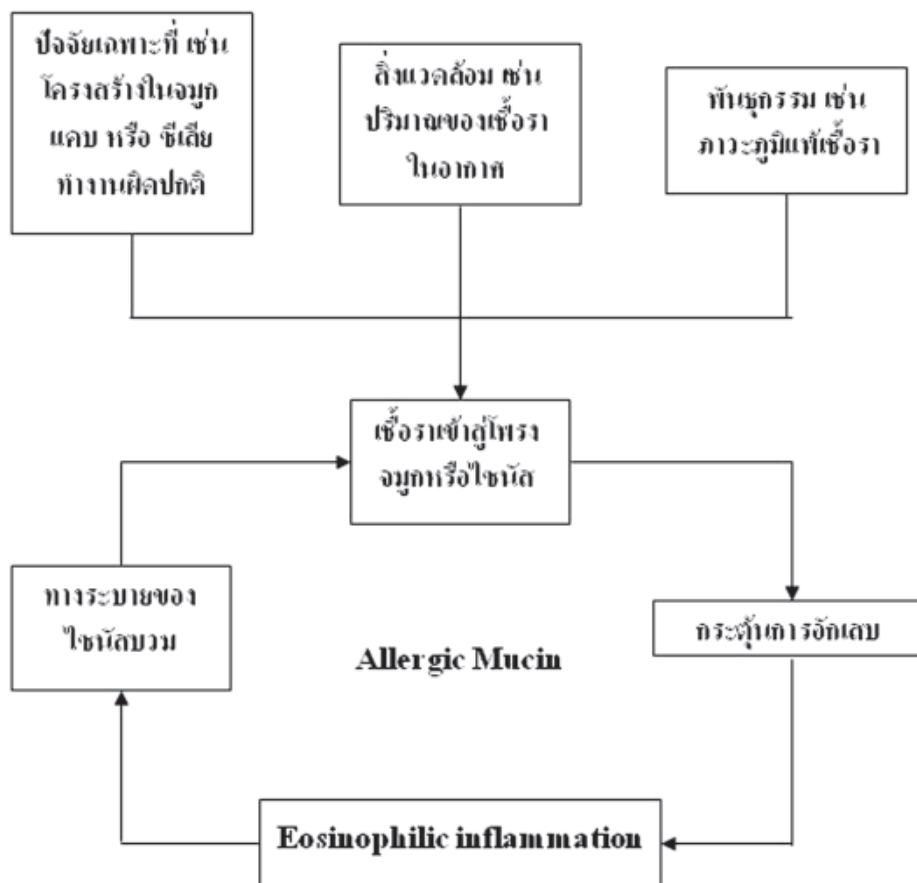 ปัจจัยเฉพาะที่ เช่น
โครงสร้างในจมูก
แคบ หรือ ซีเลีย
ทำงานผิดปกติ
สิ่งแวดล้อม เช่น
ปริมาณของเชื้อรา
ในอากาศ
พันธุกรรม เช่น
ภาวะภูมิแพ้เชื้อรา
เชื้อราเข้าสู่โพรง
จมูกหรือไซนัส
ทางระบายของ
ไซนัสบวม
กระตุ้นการอักเสบ
Allergic Mucin
Eosinophilic inflammation